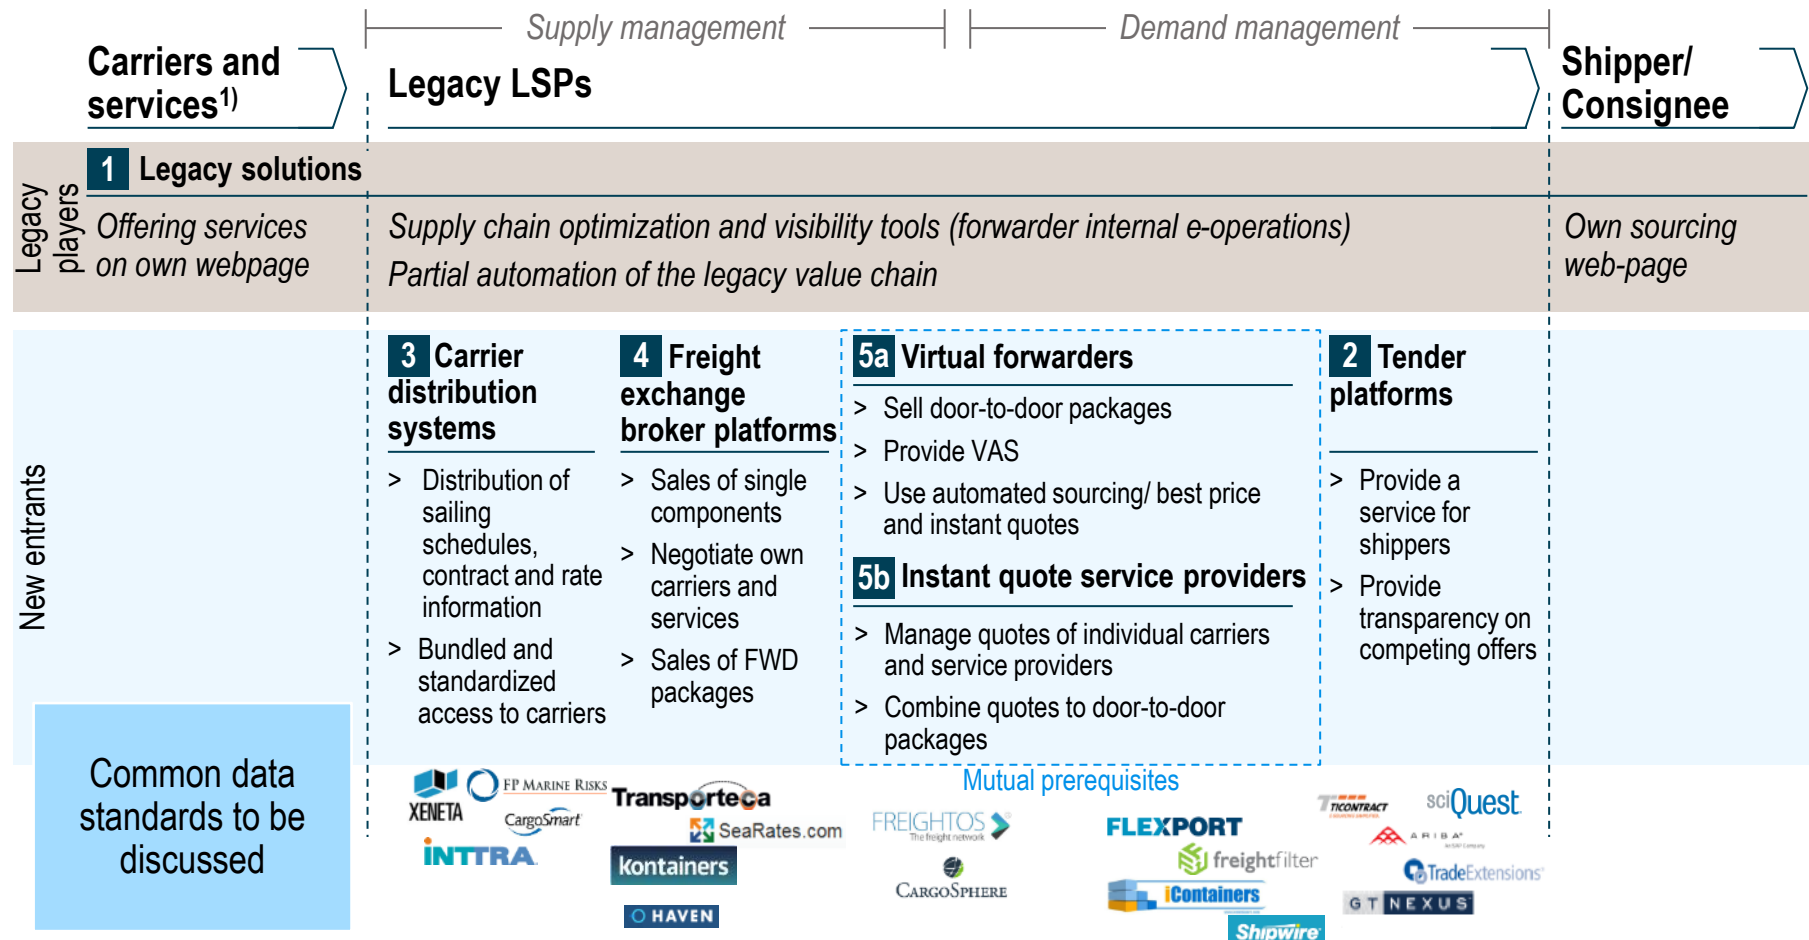 Supply management
Demand management
Carriers and
services1)
Legacy LSPs
Shipper/
Consignee
Legacy
players
1 Legacy solutions
Offering services
on own webpage
Supply chain optimization and visibility tools (forwarder internal e-operations)
Partial automation of the legacy value chain
Own sourcing
web-page
New entrants
3 Carrier
distribution
systems
> Distribution of
sailing
schedules,
contract and rate
information
> Bundled and
standardized
access to carriers
4 Freight
exchange
broker platforms
> Sales of single
components
> Negotiate own
carriers and
services
> Sales of FWD
packages
5a Virtual forwarders
> Sell door-to-door packages
> Provide VAS
> Use automated sourcing/ best price
and instant quotes
5b Instant quote service providers
> Manage quotes of individual carriers
and service providers
> Combine quotes to door-to-door
packages
2 Tender
platforms
> Provide a
service for
shippers
> Provide
transparency on
competing offers
Common data
standards to be
discussed
Mutual prerequisites
XENETA
FP MARINE RISKS
CargoSmart
INTTRA
Transporteca
SeaRates.com
kontainers
HAVEN
FREIGHTOS
The freight network
CARGOSPHERE
FLEXPORT
freightfilter
iContainers
Shipwire
TICONTRACT
sciQuest
ARIBA
TradeExtensions
GT NEXUS